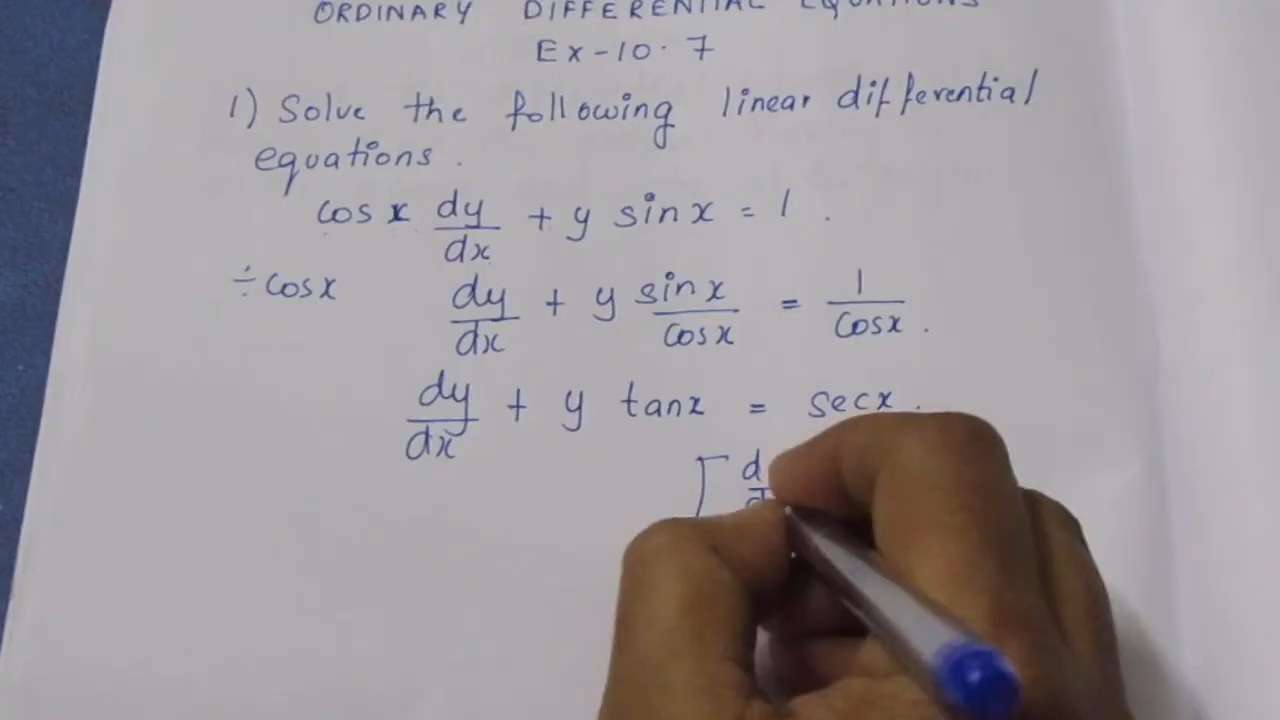 ORDINARY DIFFERENTIAL EQUATIONS
Ex-10.7
1) Solve the following linear differential
equations.
cos x dy/dx + y sin x = 1.
÷ cos x dy/dx + y sin x/cos x = 1/cos x.
dy/dx + y tan x = sec x.
[ d